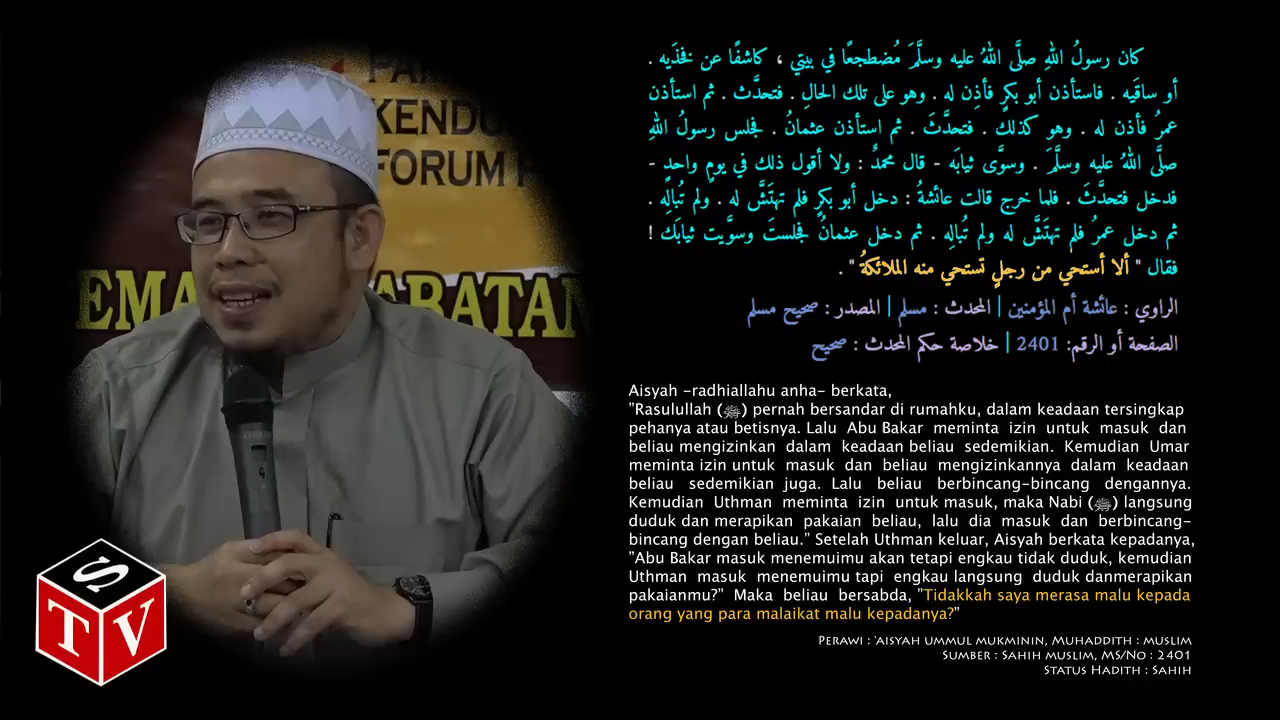 PAR
KENDU
FORUM P
EMA
ABATAN
STV
كان رسولُ اللهِ صلَّى اللهُ عليه وسلَّمَ مُضطجعًا في بيتي ، كاشفًا عن فخذَيه .
أو ساقَيه . فاستأذن أبو بكرٍ فأذِن له . وهو على تلك الحالِ . فتحدَّث . ثم استأذن
عمرُ فأذن له . وهو كذلك . فتحدَّثَ . ثم استأذن عثمانُ . فجلس رسولُ اللهِ
صلَّى اللهُ عليه وسلَّمَ . وسوَّى ثيابَه - قال محمدٌ : ولا أقول ذلك في يومٍ واحدٍ -
فدخل فتحدَّثَ . فلما خرج قالت عائشةُ : دخل أبو بكرٍ فلم تهتَشَّ له . ولم تُبالِه .
ثم دخل عمرُ فلم تهتَشَّ له ولم تُبالِه . ثم دخل عثمانُ فجلستَ وسوَّيت ثيابَك !
فقال " ألا أستحي من رجلٍ تستحي منه الملائكةُ " .
الراوي : عائشة أم المؤمنين | المحدث : مسلم | المصدر : صحيح مسلم
الصفحة أو الرقم: 2401 | خلاصة حكم المحدث : صحيح
Aisyah -radhiallahu anha- berkata,
"Rasulullah (ﷺ) pernah bersandar di rumahku, dalam keadaan tersingkap
pehanya atau betisnya. Lalu Abu Bakar meminta izin untuk masuk dan
beliau mengizinkan dalam keadaan beliau sedemikian. Kemudian Umar
meminta izin untuk masuk dan beliau mengizinkannya dalam keadaan
beliau sedemikian juga. Lalu beliau berbincang-bincang dengannya.
Kemudian Uthman meminta izin untuk masuk, maka Nabi (ﷺ) langsung
duduk dan merapikan pakaian beliau, lalu dia masuk dan berbincang-
bincang dengan beliau." Setelah Uthman keluar, Aisyah berkata kepadanya,
"Abu Bakar masuk menemuimu akan tetapi engkau tidak duduk, kemudian
Uthman masuk menemuimu tapi engkau langsung duduk danmerapikan
pakaianmu?" Maka beliau bersabda, "Tidakkah saya merasa malu kepada
orang yang para malaikat malu kepadanya?"
Perawi : 'Aisyah ummul mukminin, Muhaddith : muslim
Sumber : Sahih muslim, MS/No : 2401
Status Hadith : Sahih